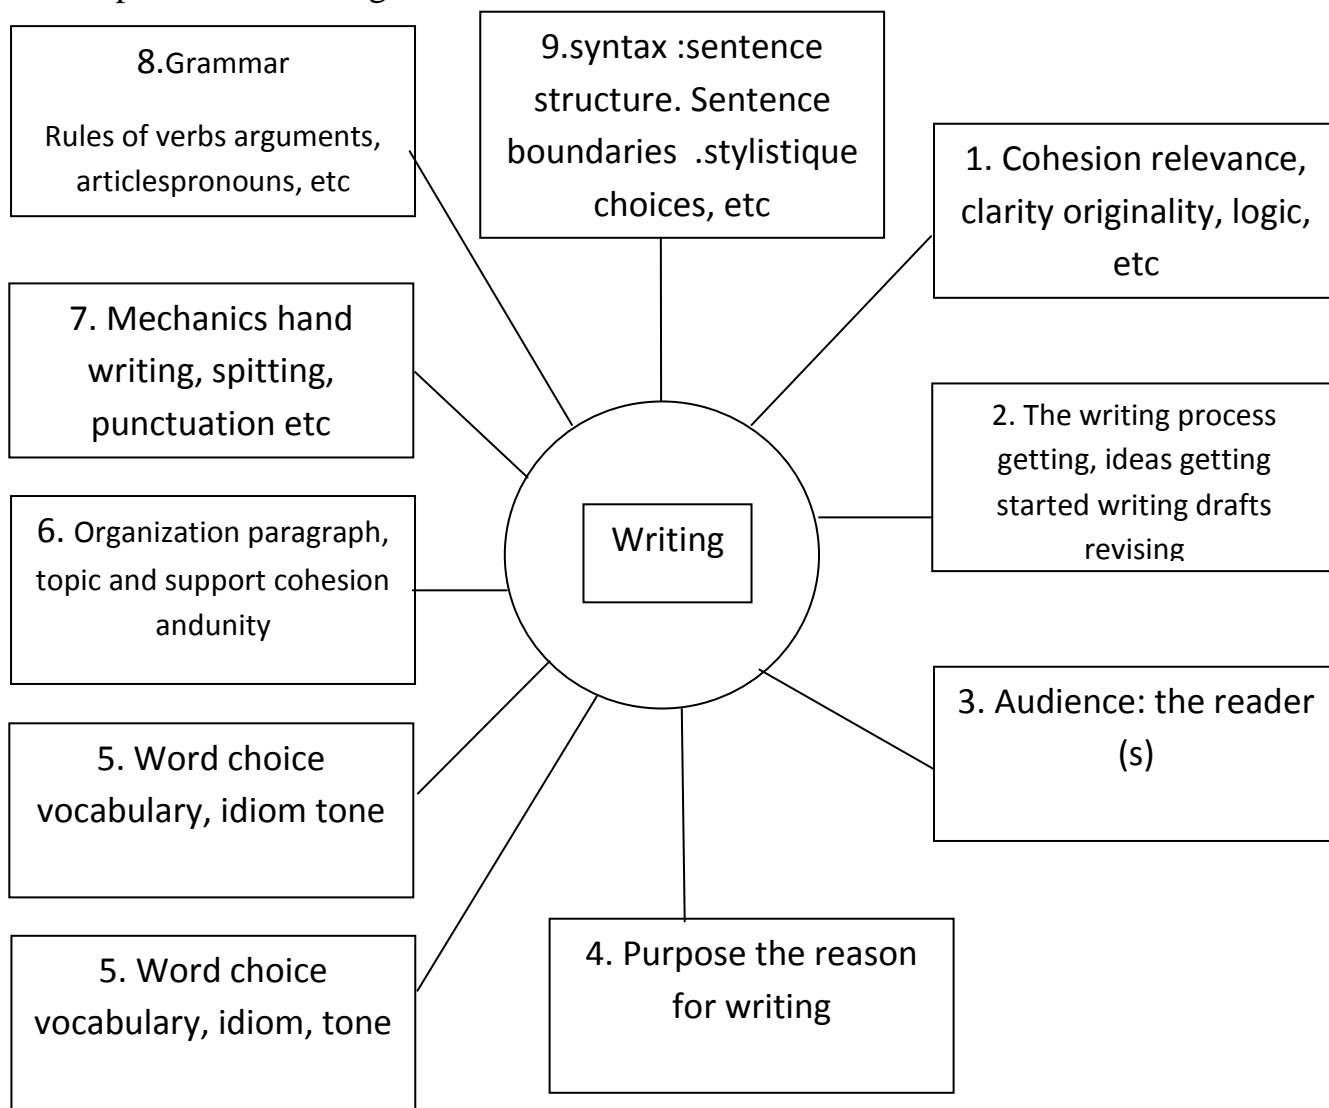 8.Grammar
Rules of verbs arguments,
articlespronouns, etc
9.syntax :sentence
structure. Sentence
boundaries .stylistique
choices, etc
1. Cohesion relevance,
clarity originality, logic,
etc
7. Mechanics hand
writing, spitting,
punctuation etc
2. The writing process
getting, ideas getting
started writing drafts
revising
Writing
6. Organization paragraph,
topic and support cohesion
andunity
3. Audience: the reader
(s)
5. Word choice
vocabulary, idiom tone
4. Purpose the reason
for writing
5. Word choice
vocabulary, idiom, tone